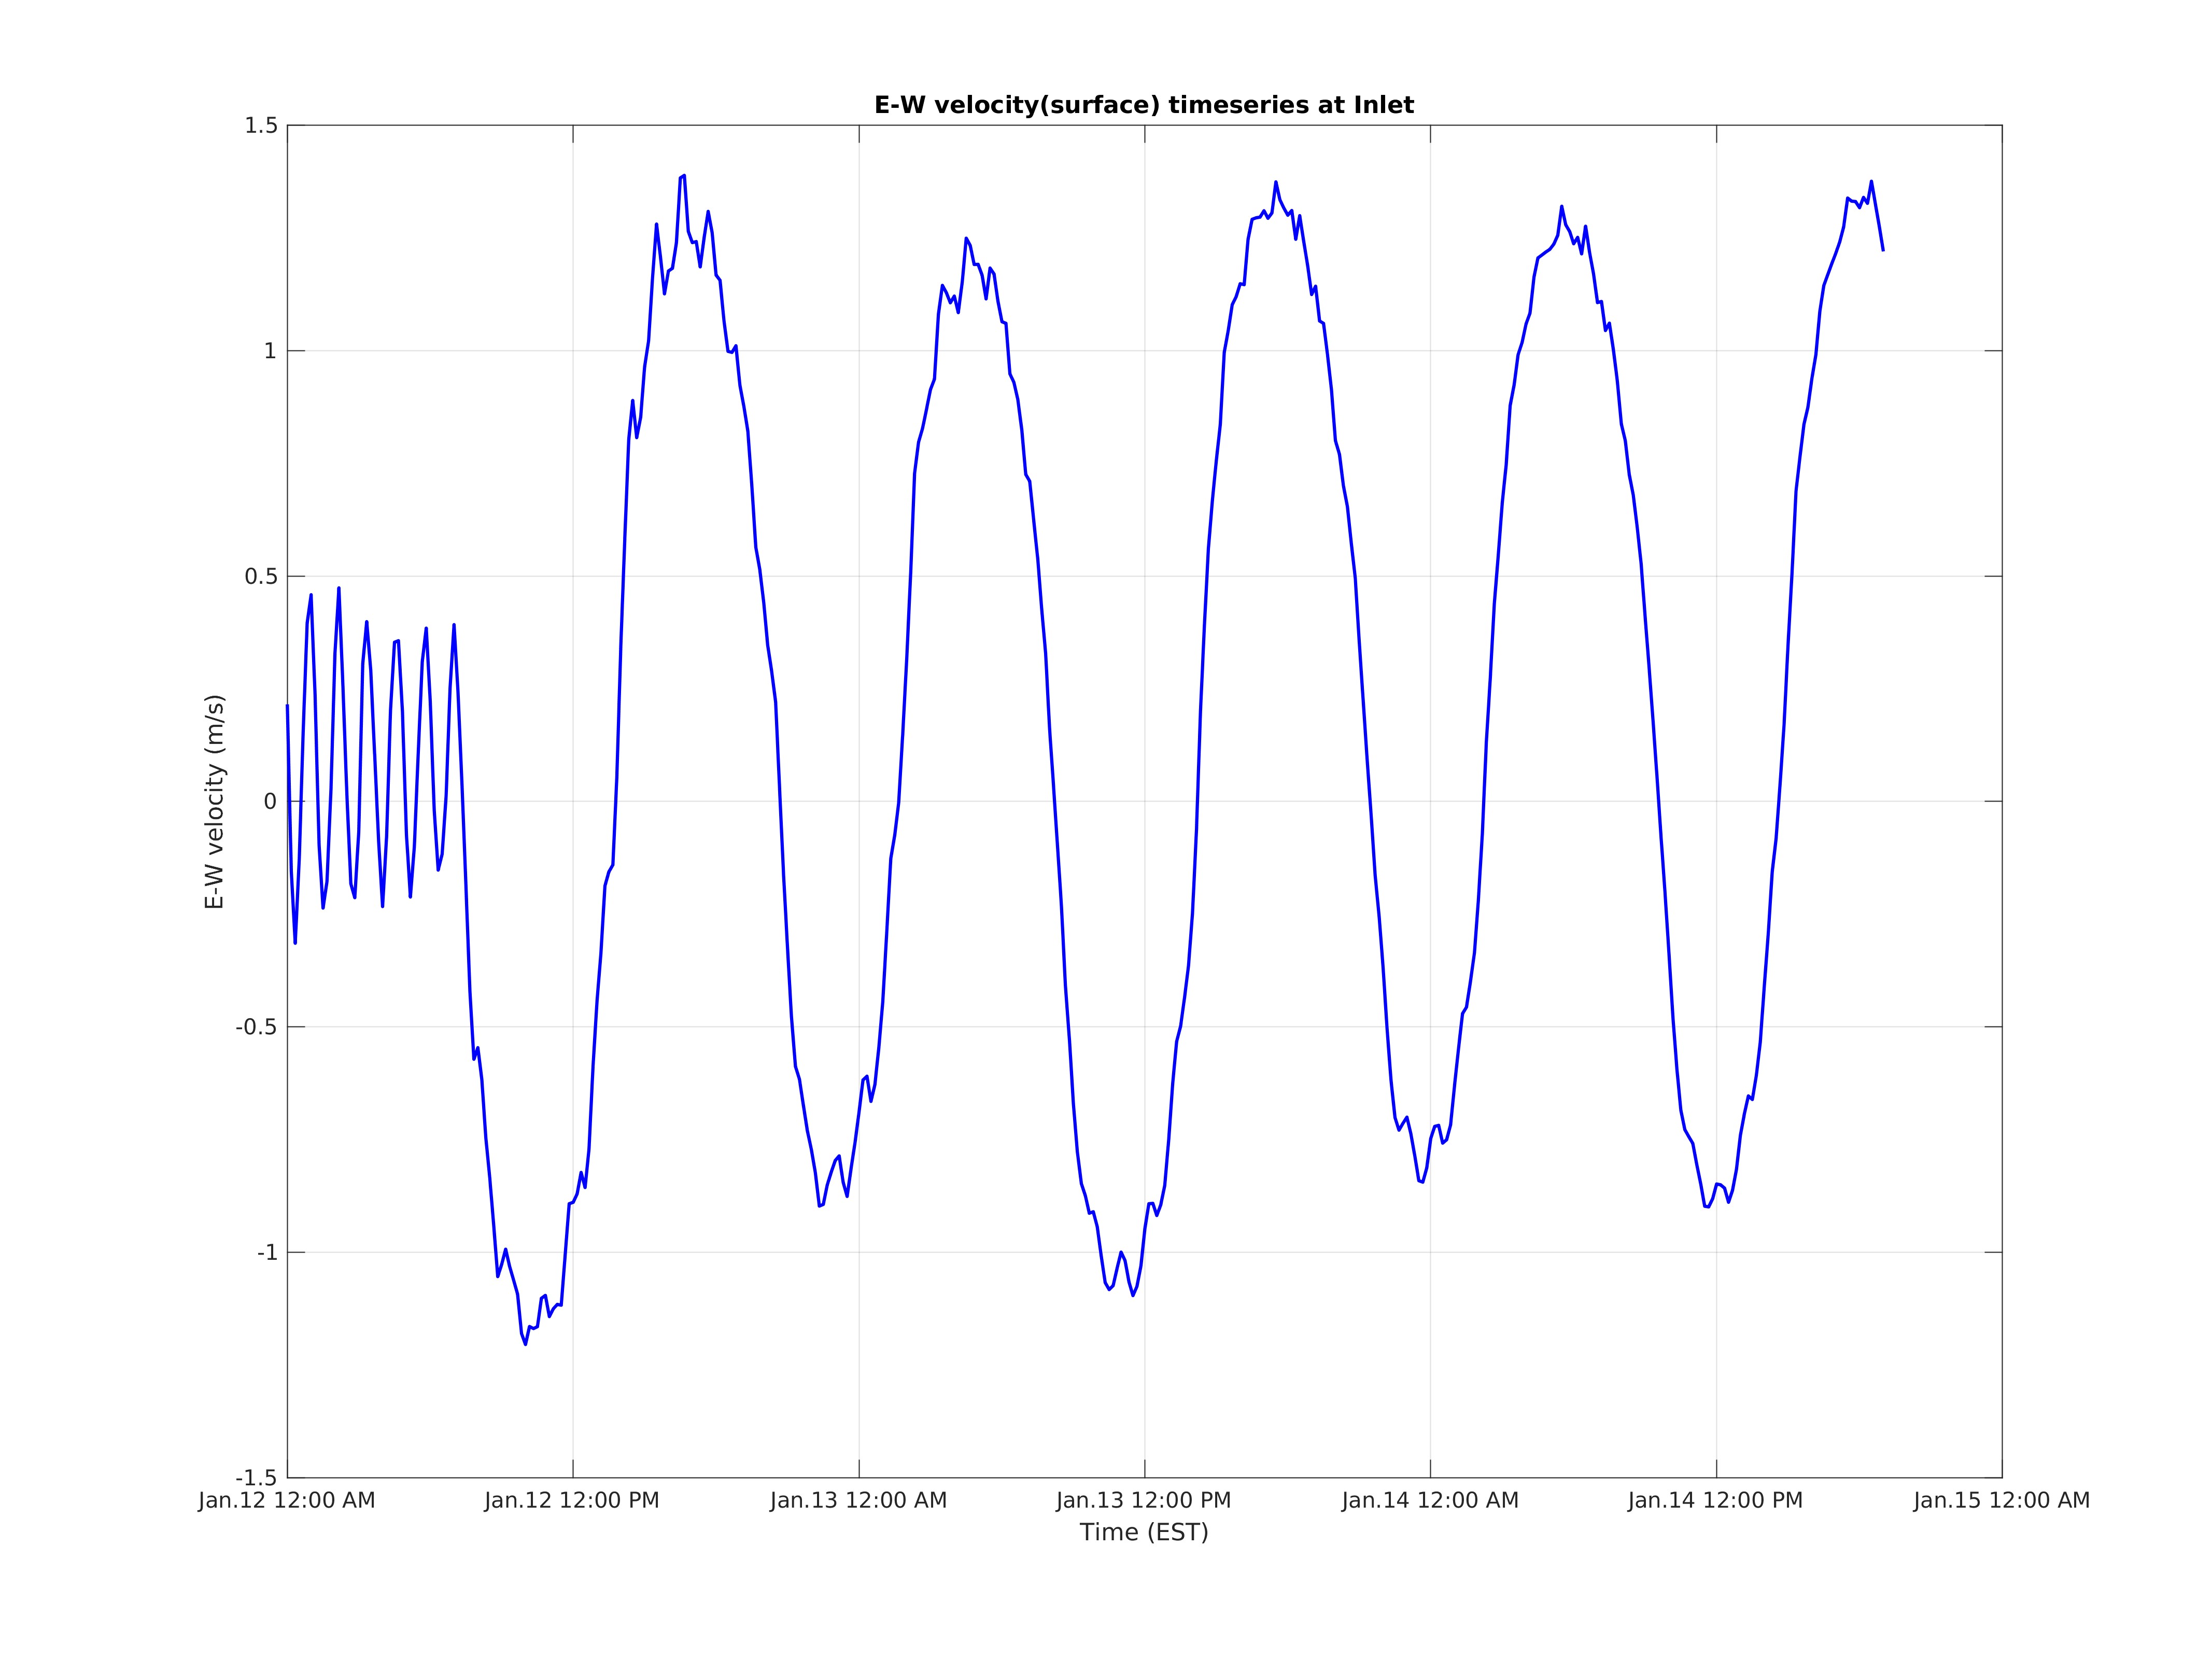 E-W velocity(surface) timeseries at Inlet
1.5
1
0.5
0
-0.5
-1
-1.5
E-W velocity (m/s)
Jan.12 12:00 AM Jan.12 12:00 PM Jan.13 12:00 AM Jan.13 12:00 PM Jan.14 12:00 AM Jan.14 12:00 PM Jan.15 12:00 AM
Time (EST)